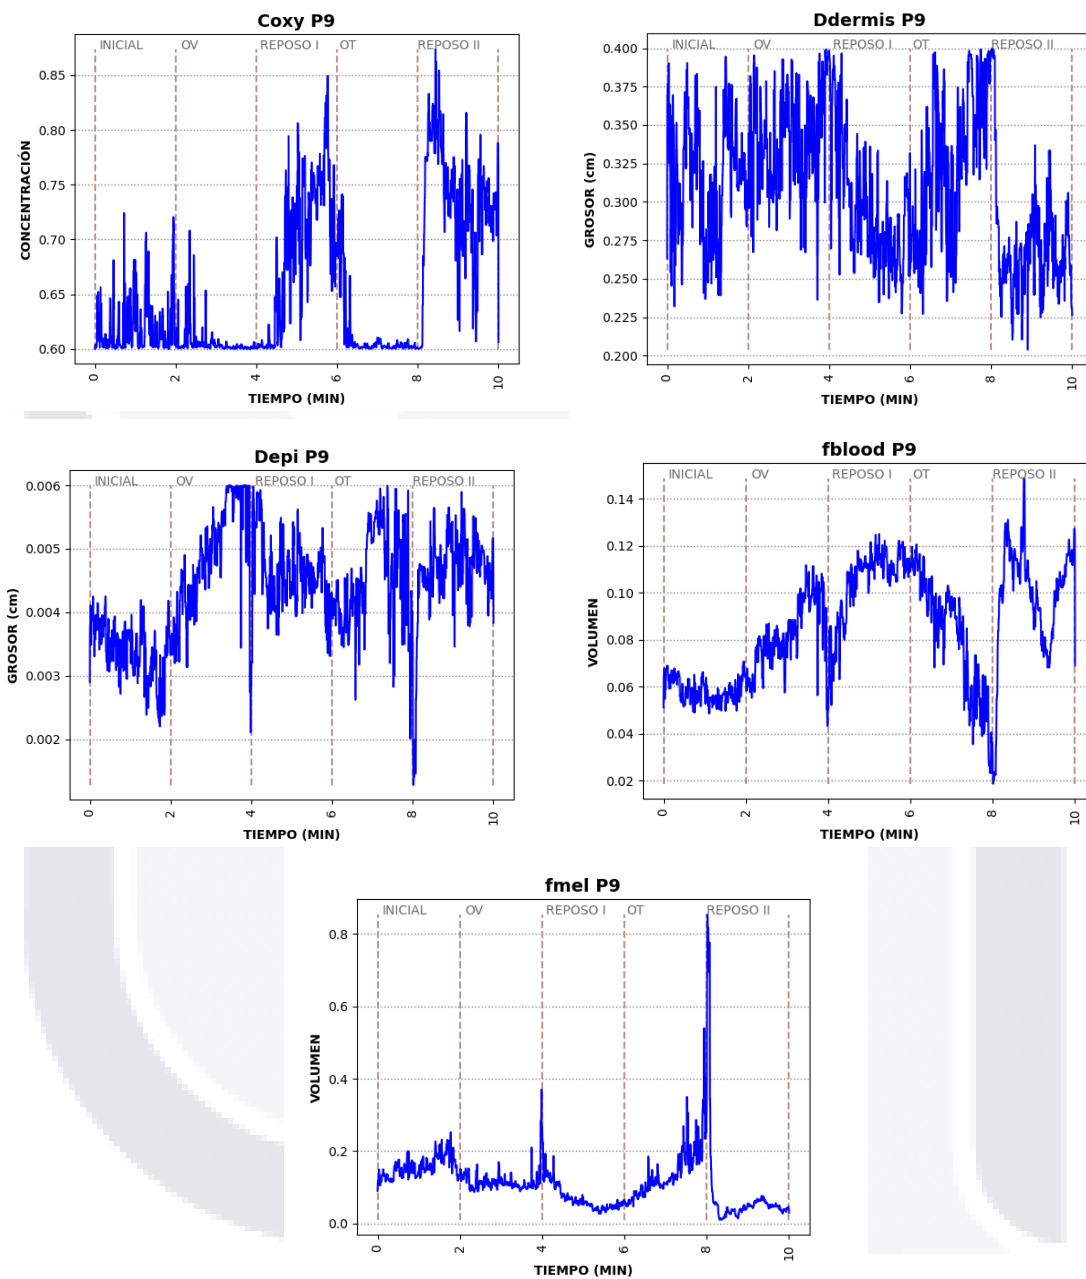 Coxy P9
INICIAL OV REPOSO I OT REPOSO II
0.85
0.80
0.75
0.70
0.65
0.60
CONCENTRACIÓN
0 2 4 6 8 10
TIEMPO (MIN)
Ddermis P9
INICIAL OV REPOSO I OT REPOSO II
0.400
0.375
0.350
0.325
0.300
0.275
0.250
0.225
0.200
GROSOR (cm)
0 2 4 6 8 10
TIEMPO (MIN)
Depi P9
INICIAL OV REPOSO I OT REPOSO II
0.006
0.005
0.004
0.003
0.002
GROSOR (cm)
0 2 4 6 8 10
TIEMPO (MIN)
fblood P9
INICIAL OV REPOSO I OT REPOSO II
0.14
0.12
0.10
0.08
0.06
0.04
0.02
VOLUMEN
0 2 4 6 8 10
TIEMPO (MIN)
fmel P9
INICIAL OV REPOSO I OT REPOSO II
0.8
0.6
0.4
0.2
0.0
VOLUMEN
0 2 4 6 8 10
TIEMPO (MIN)